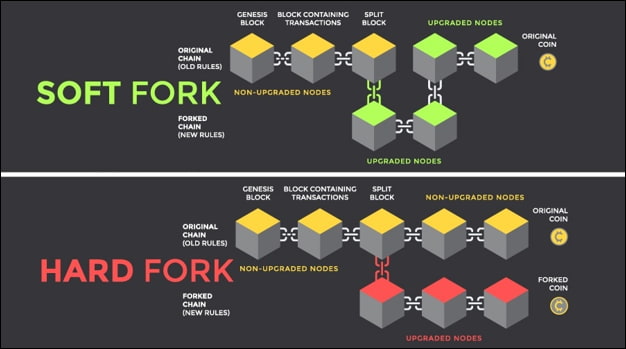 GENESIS
BLOCK
BLOCK CONTAINING
TRANSACTIONS
SPLIT
BLOCK
UPGRADED NODES
ORIGINAL
COIN
ORIGINAL
CHAIN
(OLD RULES)
SOFT FORK
NON-UPGRADED NODES
FORKED
CHAIN
(NEW RULES)
UPGRADED NODES
GENESIS
BLOCK
BLOCK CONTAINING
TRANSACTIONS
SPLIT
BLOCK
NON-UPGRADED NODES
ORIGINAL
COIN
ORIGINAL
CHAIN
(OLD RULES)
HARD FORK
NON-UPGRADED NODES
FORKED
CHAIN
(NEW RULES)
FORKED
COIN
UPGRADED NODES